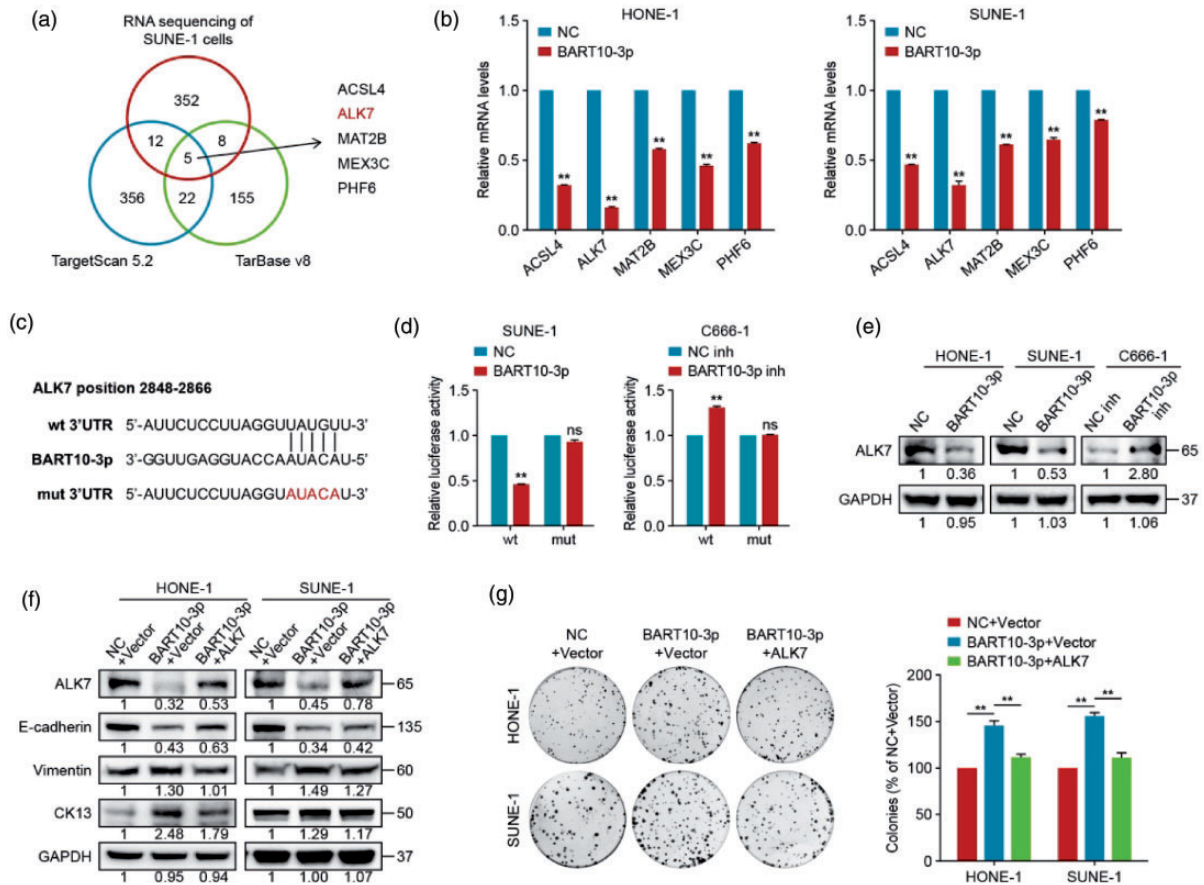 (a)
RNA sequencing of
SUNE-1 cells
352
12
8
5
356
22
155
TargetScan 5.2
TarBase v8
ACSL4
ALK7
MAT2B
MEX3C
PHF6
(b)
HONE-1
NC
BART10-3p
Relative mRNA levels
1.5
1.0
0.5
0.0
** ** ** ** **
ACSL4 ALK7 MAT2B MEX3C PHF6
SUNE-1
NC
BART10-3p
Relative mRNA levels
1.5
1.0
0.5
0.0
** ** ** ** **
ACSL4 ALK7 MAT2B MEX3C PHF6
(c)
ALK7 position 2848-2866
wt 3'UTR 5'-AUUCUCCUUAGGUUAUGUU-3'
BART10-3p 3'-GGUUGAGGUACCAAUACAU-5'
mut 3'UTR 5'-AUUCUCCUUAGGUAUACAU-3'
(d)
SUNE-1
NC
BART10-3p
Relative luciferase activity
1.5
1.0
0.5
0.0
** ns
wt mut
C666-1
NC inh
BART10-3p inh
Relative luciferase activity
1.5
1.0
0.5
0.0
** ns
wt mut
(e)
HONE-1 SUNE-1 C666-1
NC BART10-3p NC BART10-3p NC inh BART10-3p inh
ALK7 65
1 0.36 1 0.53 1 2.80
GAPDH 37
1 0.95 1 1.03 1 1.06
(f)
HONE-1 SUNE-1
NC +Vector BART10-3p +Vector BART10-3p +ALK7 NC +Vector BART10-3p +Vector BART10-3p +ALK7
ALK7 65
1 0.32 0.53 1 0.45 0.78
E-cadherin 135
1 0.43 0.63 1 0.34 0.42
Vimentin 60
1 1.30 1.01 1 1.49 1.27
CK13 50
1 2.48 1.79 1 1.29 1.17
GAPDH 37
1 0.95 0.94 1 1.00 1.07
(g)
NC BART10-3p BART10-3p
+Vector +Vector +ALK7
HONE-1
SUNE-1
NC+Vector
BART10-3p+Vector
BART10-3p+ALK7
Colonies (% of NC+Vector)
200
150
100
50
0
** ** ** **
HONE-1 SUNE-1